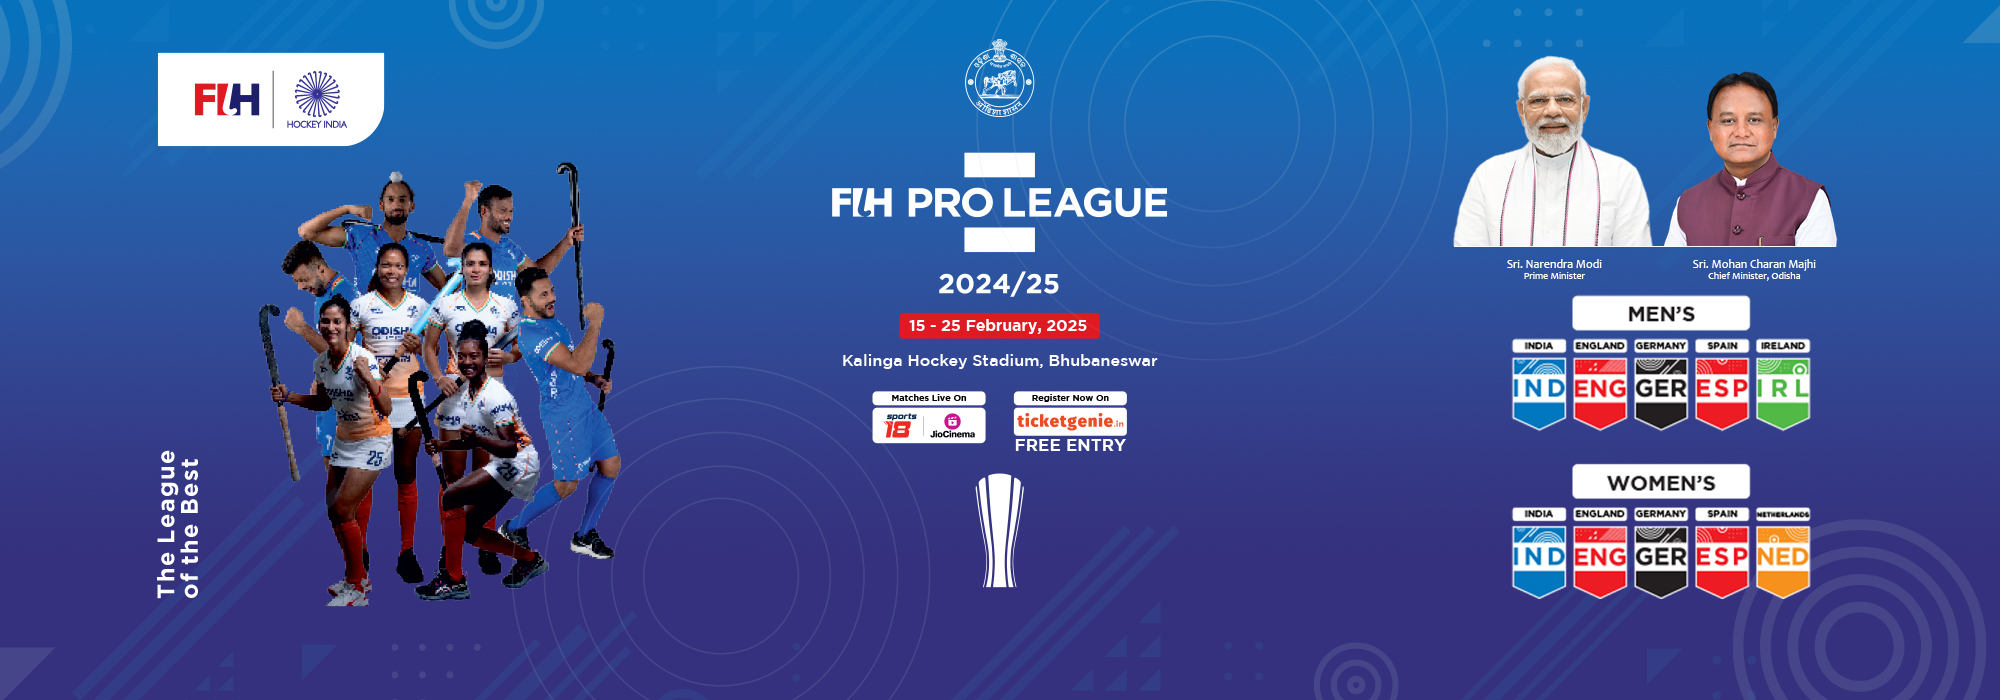 FIH
HOCKEY INDIA
The League
of the Best
ODISHA
25
FIH PRO LEAGUE
2024/25
15 - 25 February, 2025
Kalinga Hockey Stadium, Bhubaneswar
Matches Live On
sports
18
JioCinema
Register Now On
ticketgenie.in
FREE ENTRY
Sri. Narendra Modi
Prime Minister
Sri. Mohan Charan Majhi
Chief Minister, Odisha
MEN'S
INDIA ENGLAND GERMANY SPAIN IRELAND
IND ENG GER ESP IRL
WOMEN'S
INDIA ENGLAND GERMANY SPAIN NETHERLANDS
IND ENG GER ESP NED